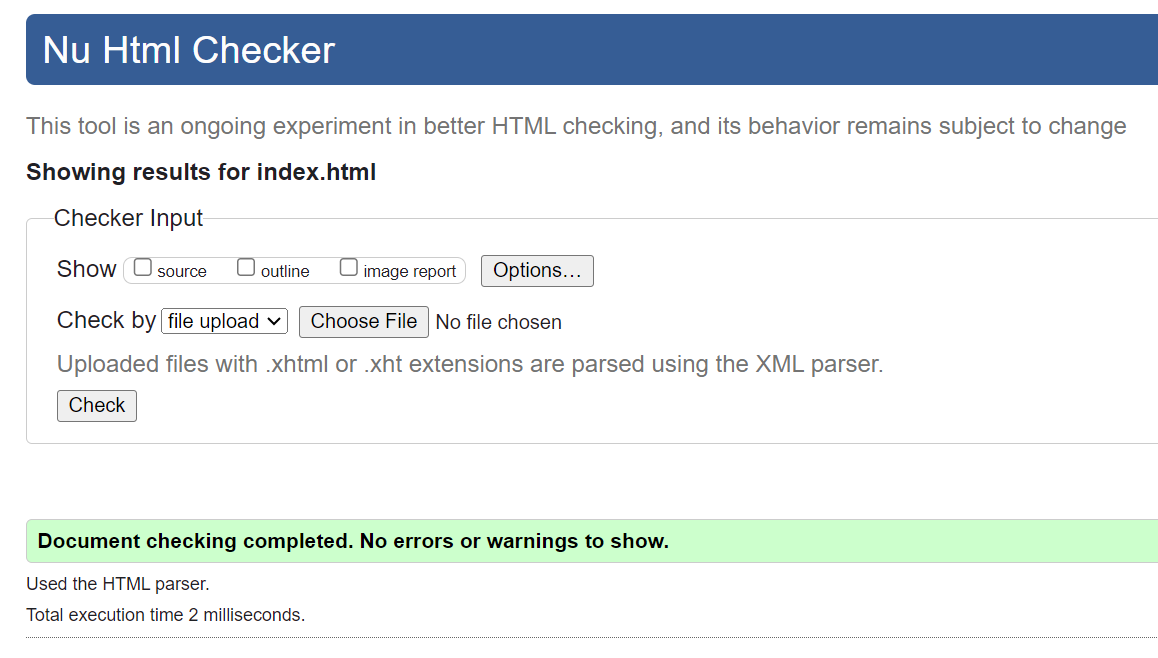 Nu Html Checker
This tool is an ongoing experiment in better HTML checking, and its behavior remains subject to change
Showing results for index.html
Checker Input
Show source outline image report Options…
Check by file upload Choose File No file chosen
Uploaded files with .xhtml or .xht extensions are parsed using the XML parser.
Check
Document checking completed. No errors or warnings to show.
Used the HTML parser.
Total execution time 2 milliseconds.